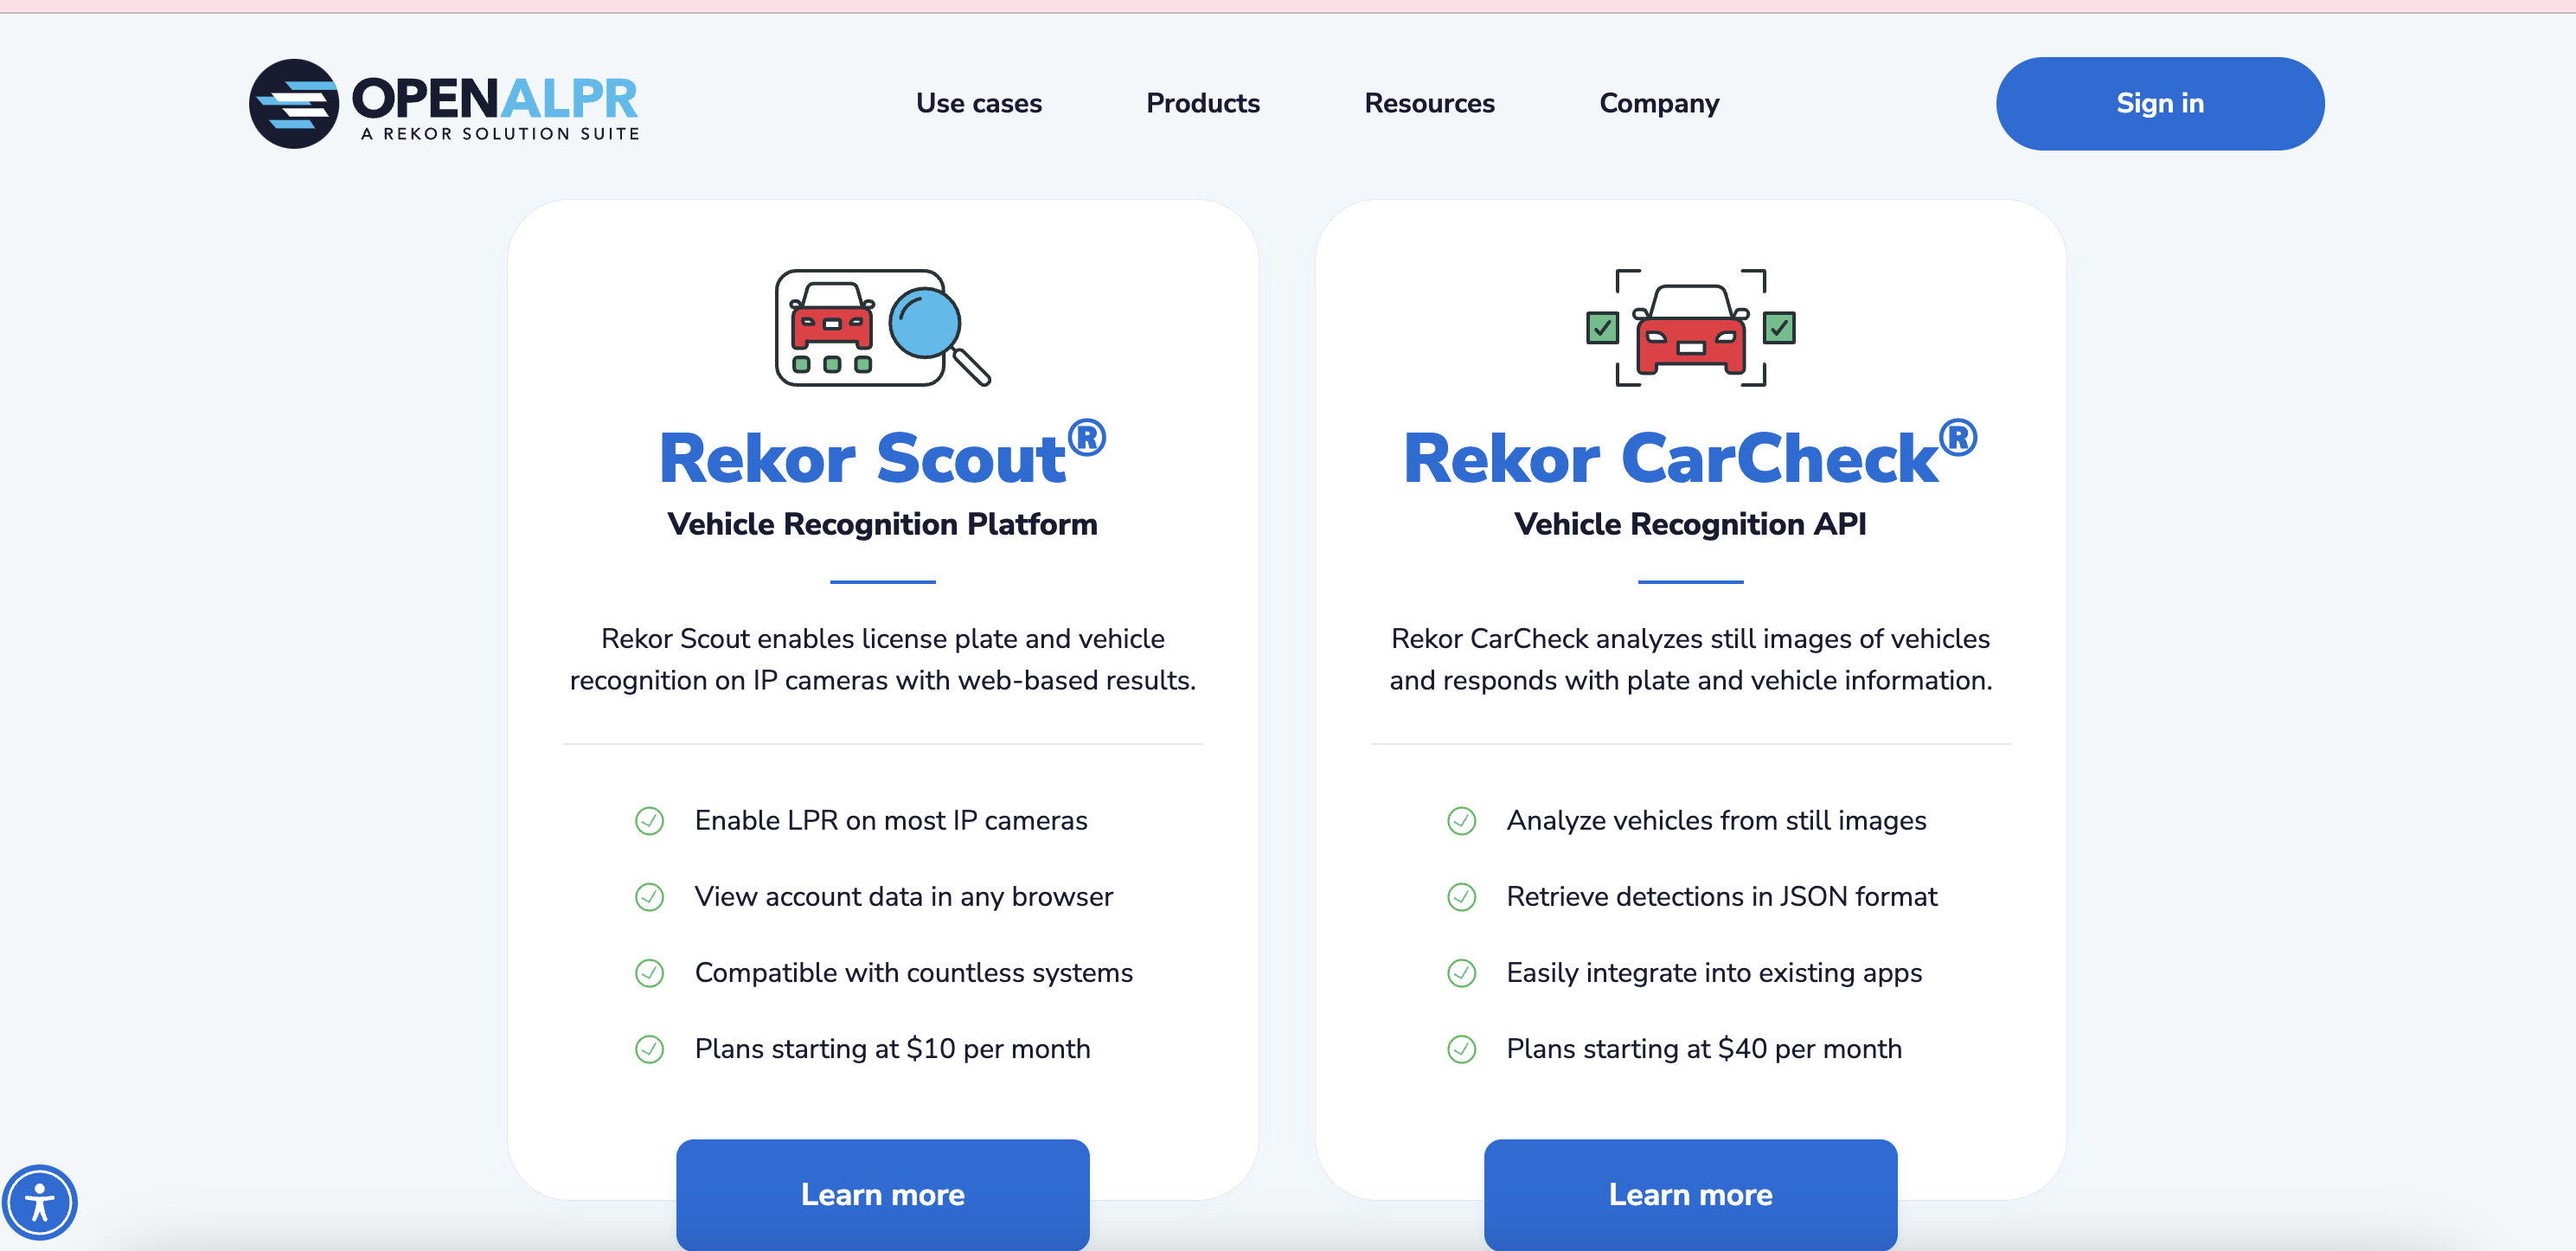 OPENALPR
A REKOR SOLUTION SUITE
Use cases
Products
Resources
Company
Sign in
Rekor Scout®
Vehicle Recognition Platform
Rekor Scout enables license plate and vehicle
recognition on IP cameras with web-based results.
Enable LPR on most IP cameras
View account data in any browser
Compatible with countless systems
Plans starting at $10 per month
Learn more
Rekor CarCheck®
Vehicle Recognition API
Rekor CarCheck analyzes still images of vehicles
and responds with plate and vehicle information.
Analyze vehicles from still images
Retrieve detections in JSON format
Easily integrate into existing apps
Plans starting at $40 per month
Learn more